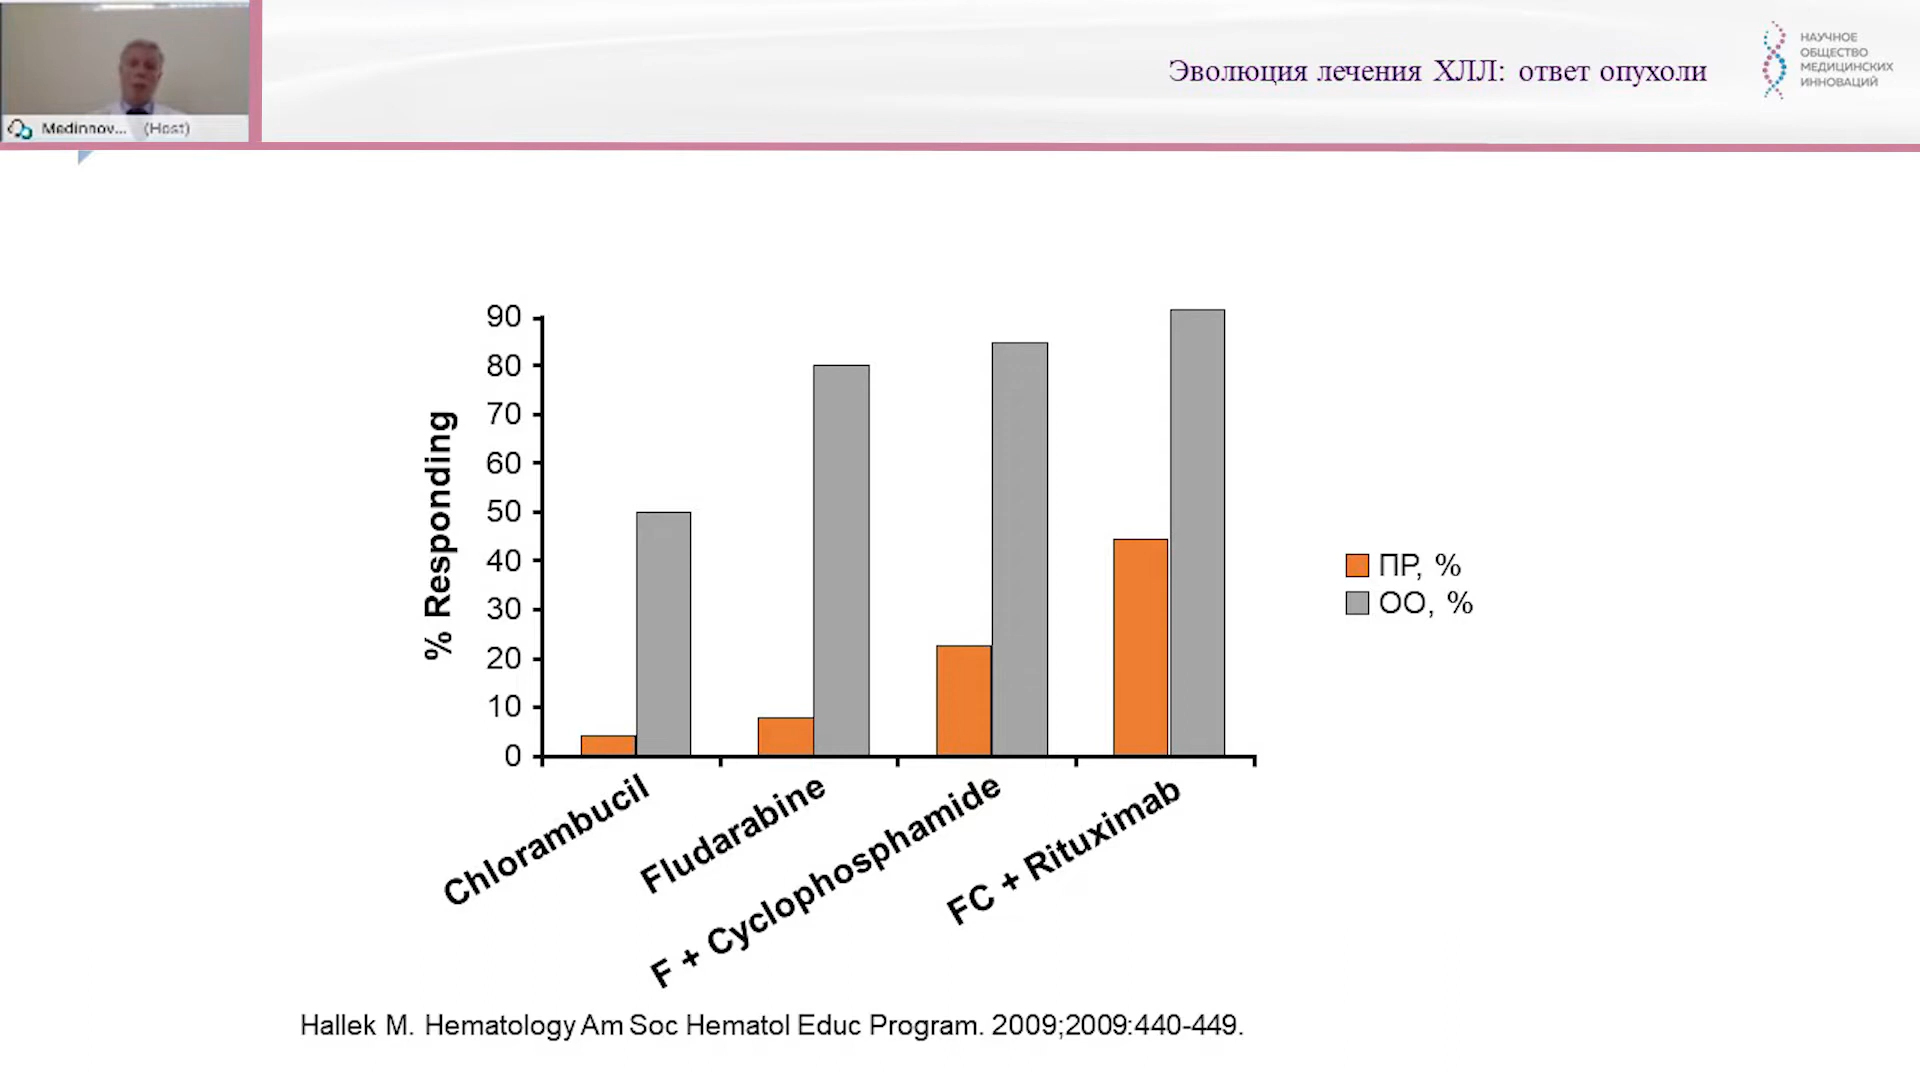 Medinnov... (Host)
Эволюция лечения ХЛЛ: ответ опухоли
НАУЧНОЕ
ОБЩЕСТВО
МЕДИЦИНСКИХ
ИННОВАЦИЙ
% Responding
90
80
70
60
50
40
30
20
10
0
Chlorambucil
Fludarabine
F + Cyclophosphamide
FC + Rituximab
ПР, %
ОО, %
Hallek M. Hematology Am Soc Hematol Educ Program. 2009;2009:440-449.